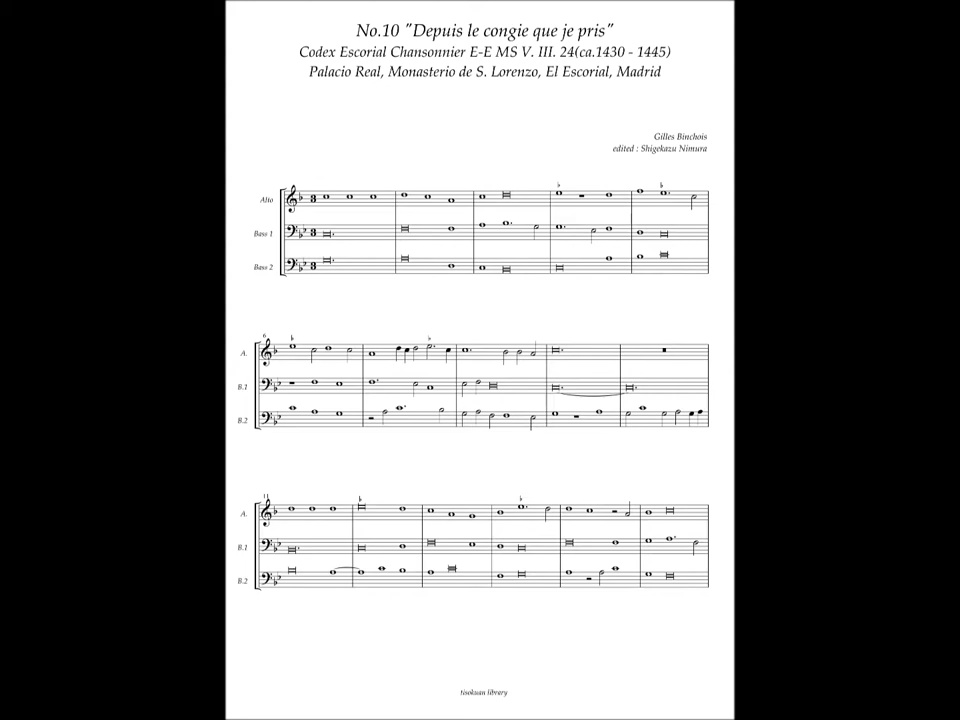 No.10 "Depuis le congie que je pris"
Codex Escorial Chansonnier E-E MS V. III. 24(ca.1430 - 1445)
Palacio Real, Monasterio de S. Lorenzo, El Escorial, Madrid
Gilles Binchois
edited : Shigekazu Nimura
Alto
Bass 1
Bass 2
6
A.
B.1
B.2
11
A.
B.1
B.2
tisokuan library